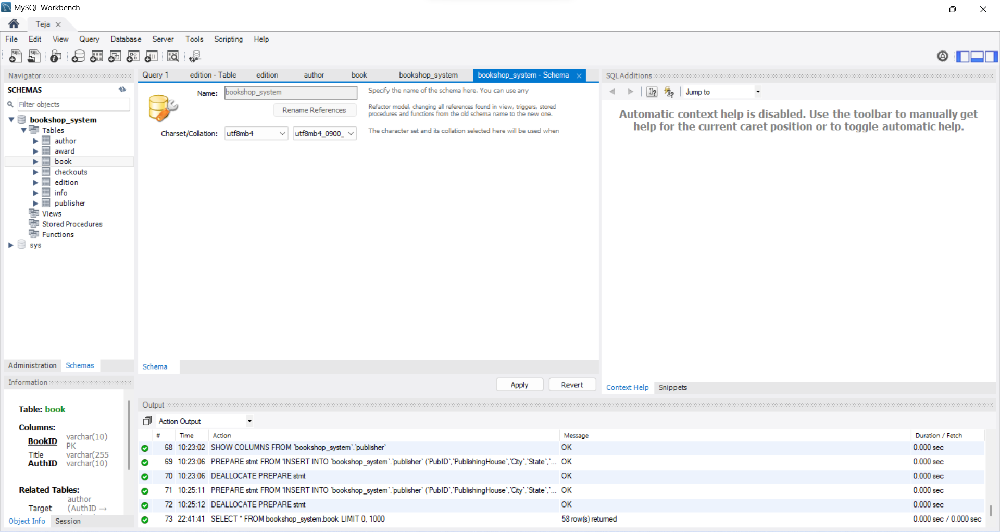 MySQL Workbench
Teja
File Edit View Query Database Server Tools Scripting Help
Navigator
SCHEMAS
Filter objects
bookshop_system
Tables
author
award
book
checkouts
edition
info
publisher
Views
Stored Procedures
Functions
sys
Administration Schemas
Information
Table: book
Columns:
BookID varchar(10)
PK
Title varchar(255
AuthID varchar(10)
Related Tables:
author
Target (AuthID →
Object Info Session
Query 1 edition - Table edition author book bookshop_system bookshop_system - Schema
Name: bookshop_system
Specify the name of the schema here. You can use any
Rename References
Refactor model, changing all references found in view, triggers, stored
procedures and functions from the old schema name to the new one.
Charset/Collation: utf8mb4 utf8mb4_0900_
The character set and its collation selected here will be used when
Schema
Apply Revert
SQLAdditions
Jump to
Automatic context help is disabled. Use the toolbar to manually get
help for the current caret position or to toggle automatic help.
Context Help Snippets
Output
Action Output
# Time Action Message Duration / Fetch
68 10:23:02 SHOW COLUMNS FROM `bookshop_system`.`publisher` OK 0.000 sec
69 10:23:06 PREPARE stmt FROM 'INSERT INTO `bookshop_system`.`publisher` (`PubID`,`PublishingHouse`,`City`,`State`,`... OK 0.000 sec
70 10:23:06 DEALLOCATE PREPARE stmt OK 0.000 sec
71 10:25:11 PREPARE stmt FROM 'INSERT INTO `bookshop_system`.`publisher` (`PubID`,`PublishingHouse`,`City`,`State`,`... OK 0.000 sec
72 10:25:12 DEALLOCATE PREPARE stmt OK 0.000 sec
73 22:41:41 SELECT * FROM bookshop_system.book LIMIT 0, 1000 58 row(s) returned 0.000 sec / 0.000 sec